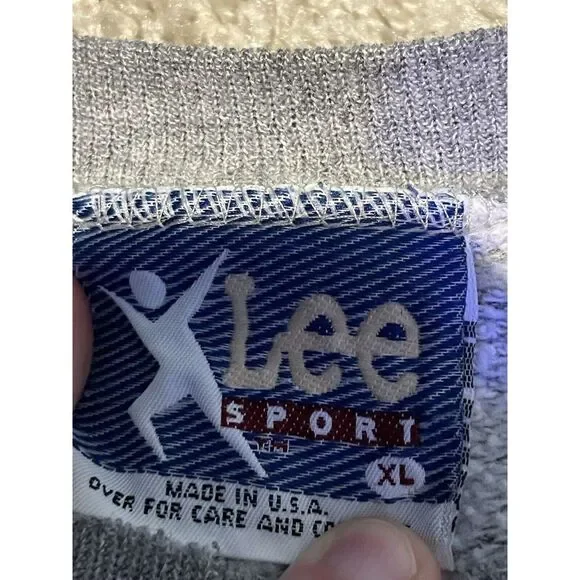 Lee
SPORT
XL
MADE IN U.S.A.
OVER FOR CARE AND